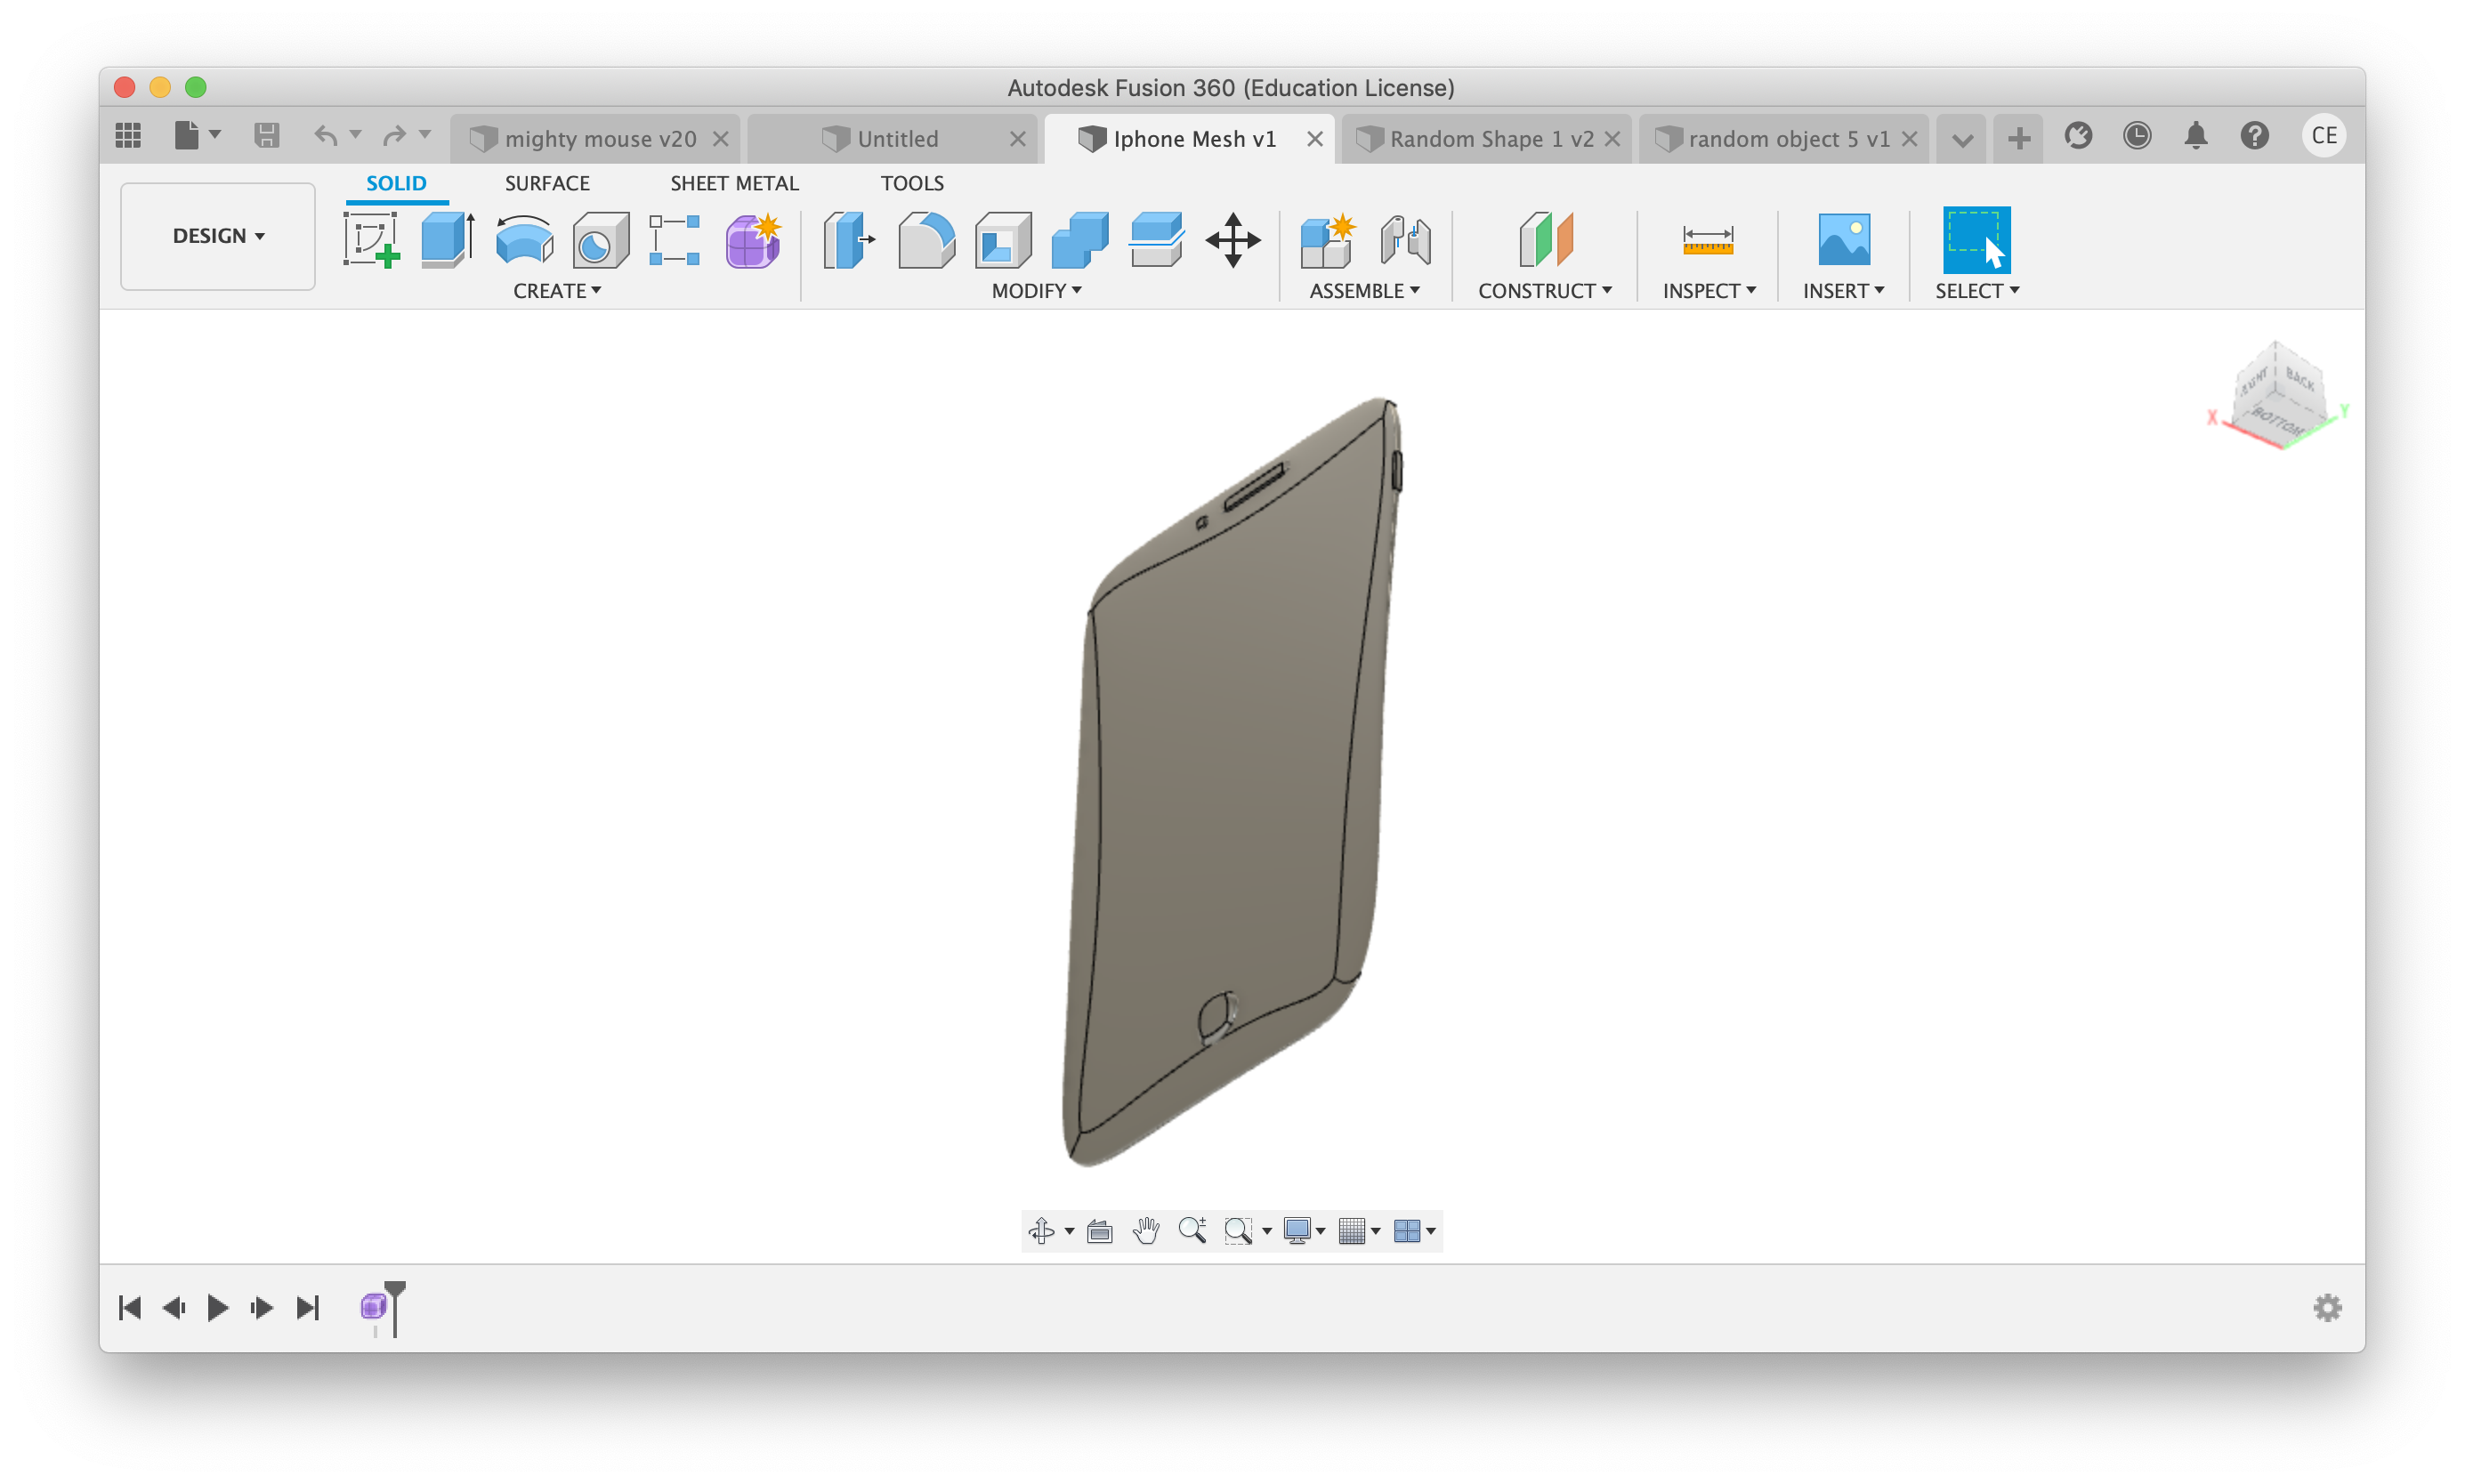 Autodesk Fusion 360 (Education License)
mighty mouse v20
Untitled
Iphone Mesh v1
Random Shape 1 v2
random object 5 v1
CE
DESIGN
SOLID
SURFACE
SHEET METAL
TOOLS
CREATE
MODIFY
ASSEMBLE
CONSTRUCT
INSPECT
INSERT
SELECT
RIGHT
BACK
BOTTOM
X
Y